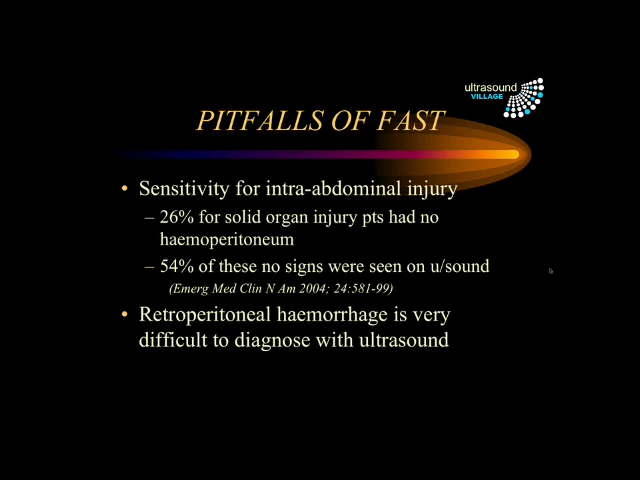 ultrasound
VILLAGE
PITFALLS OF FAST
• Sensitivity for intra-abdominal injury
– 26% for solid organ injury pts had no
haemoperitoneum
– 54% of these no signs were seen on u/sound
(Emerg Med Clin N Am 2004; 24:581-99)
• Retroperitoneal haemorrhage is very
difficult to diagnose with ultrasound